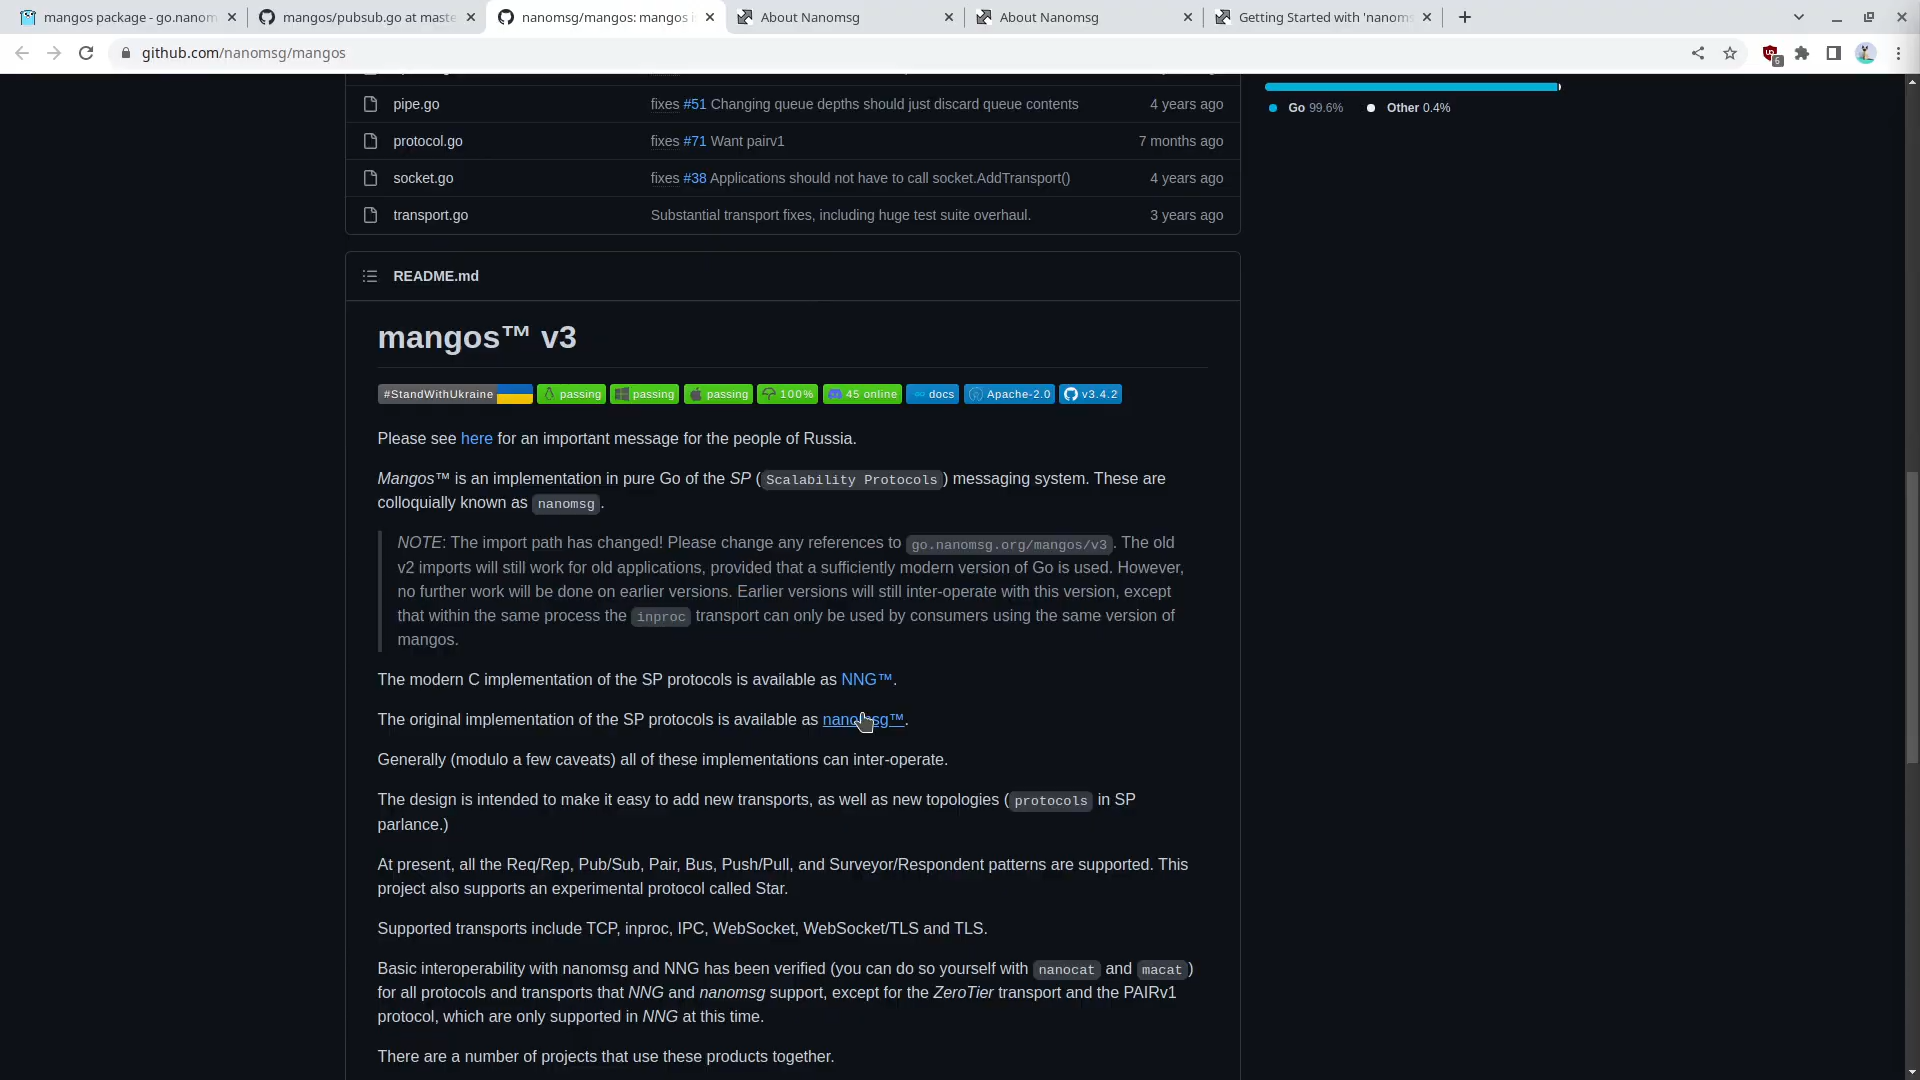 mangos package - go.nanom
mangos/pubsub.go at maste
nanomsg/mangos: mangos i
About Nanomsg
About Nanomsg
Getting Started with 'nanoms
github.com/nanomsg/mangos
6
pipe.go fixes #51 Changing queue depths should just discard queue contents 4 years ago
Go 99.6% Other 0.4%
protocol.go fixes #71 Want pairv1 7 months ago
socket.go fixes #38 Applications should not have to call socket.AddTransport() 4 years ago
transport.go Substantial transport fixes, including huge test suite overhaul. 3 years ago
README.md
mangos™ v3
#StandWithUkraine passing passing passing 100% 45 online docs Apache-2.0 v3.4.2
Please see here for an important message for the people of Russia.
Mangos™ is an implementation in pure Go of the SP (Scalability Protocols) messaging system. These are
colloquially known as nanomsg.
NOTE: The import path has changed! Please change any references to go.nanomsg.org/mangos/v3. The old
v2 imports will still work for old applications, provided that a sufficiently modern version of Go is used. However,
no further work will be done on earlier versions. Earlier versions will still inter-operate with this version, except
that within the same process the inproc transport can only be used by consumers using the same version of
mangos.
The modern C implementation of the SP protocols is available as NNG™.
The original implementation of the SP protocols is available as nanomsg™.
Generally (modulo a few caveats) all of these implementations can inter-operate.
The design is intended to make it easy to add new transports, as well as new topologies (protocols in SP
parlance.)
At present, all the Req/Rep, Pub/Sub, Pair, Bus, Push/Pull, and Surveyor/Respondent patterns are supported. This
project also supports an experimental protocol called Star.
Supported transports include TCP, inproc, IPC, WebSocket, WebSocket/TLS and TLS.
Basic interoperability with nanomsg and NNG has been verified (you can do so yourself with nanocat and macat)
for all protocols and transports that NNG and nanomsg support, except for the ZeroTier transport and the PAIRv1
protocol, which are only supported in NNG at this time.
There are a number of projects that use these products together.